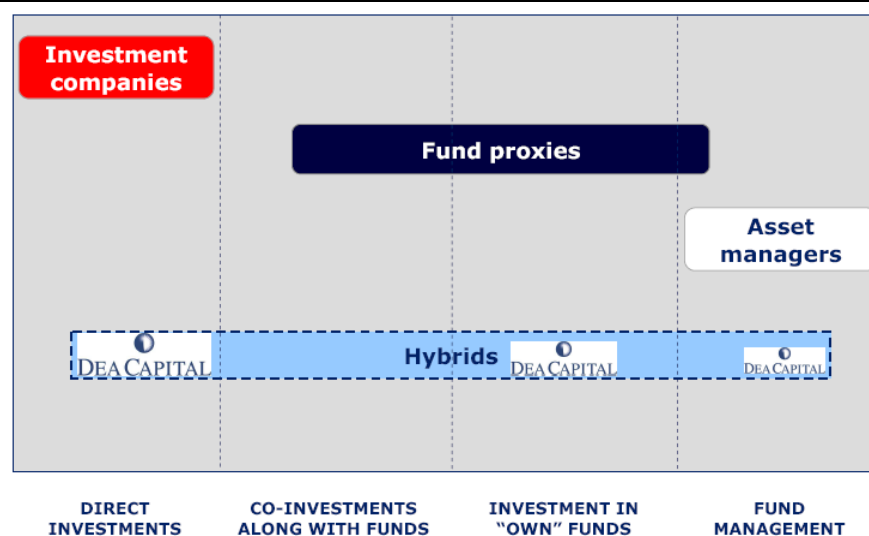 Investment
companies
Fund proxies
Asset
managers
DEA CAPITAL
Hybrids
DEA CAPITAL
DEA CAPITAL
DIRECT
INVESTMENTS
CO-INVESTMENTS
ALONG WITH FUNDS
INVESTMENT IN
“OWN” FUNDS
FUND
MANAGEMENT